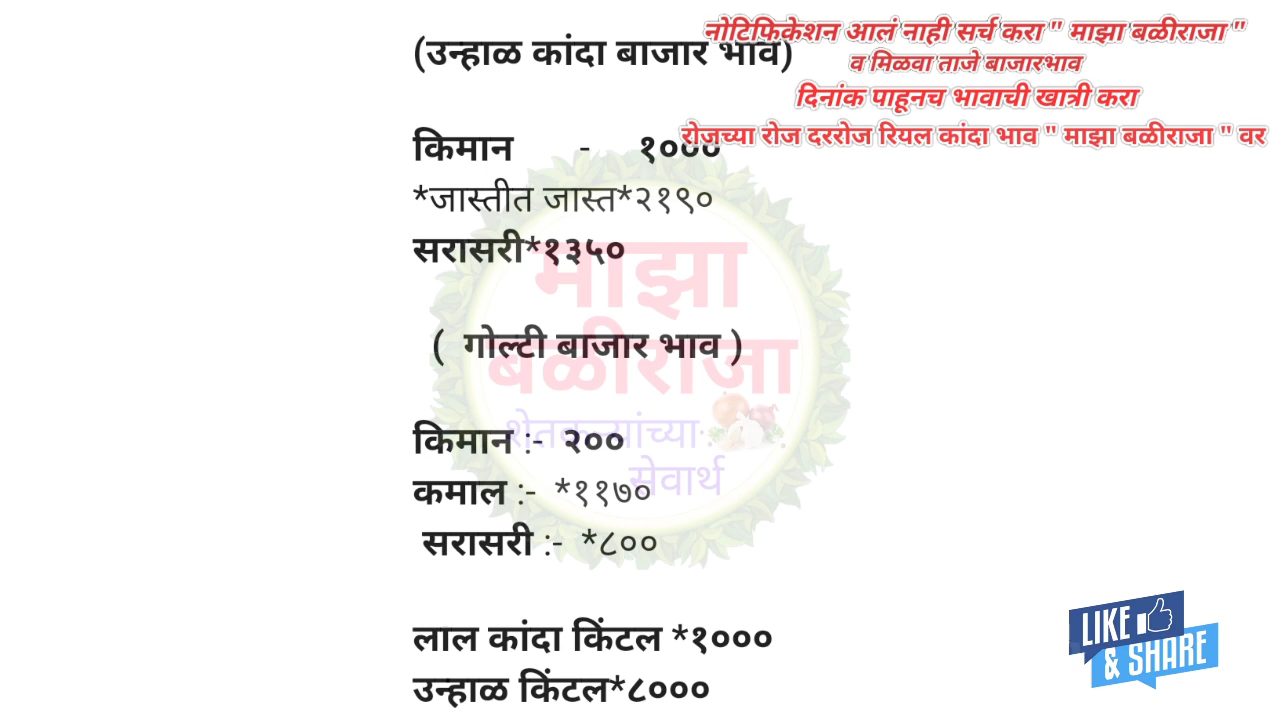 नोटिफिकेशन आलं नाही सर्च करा " माझा बळीराजा "
व मिळवा ताजे बाजारभाव
दिनांक पाहूनच भावाची खात्री करा
रोजच्या रोज दररोज रियल कांदा भाव " माझा बळीराजा " वर
(उन्हाळ कांदा बाजार भाव)
किमान - १०००
*जास्तीत जास्त*२१९०
सरासरी*१३५०
( गोल्टी बाजार भाव )
किमान :- २००
कमाल :- *११७०
सरासरी :- *८००
लाल कांदा किंटल *१०००
उन्हाळ किंटल*८०००
माझा
बळीराजा
शेतकऱ्यांच्या
सेवार्थ
LIKE
& SHARE